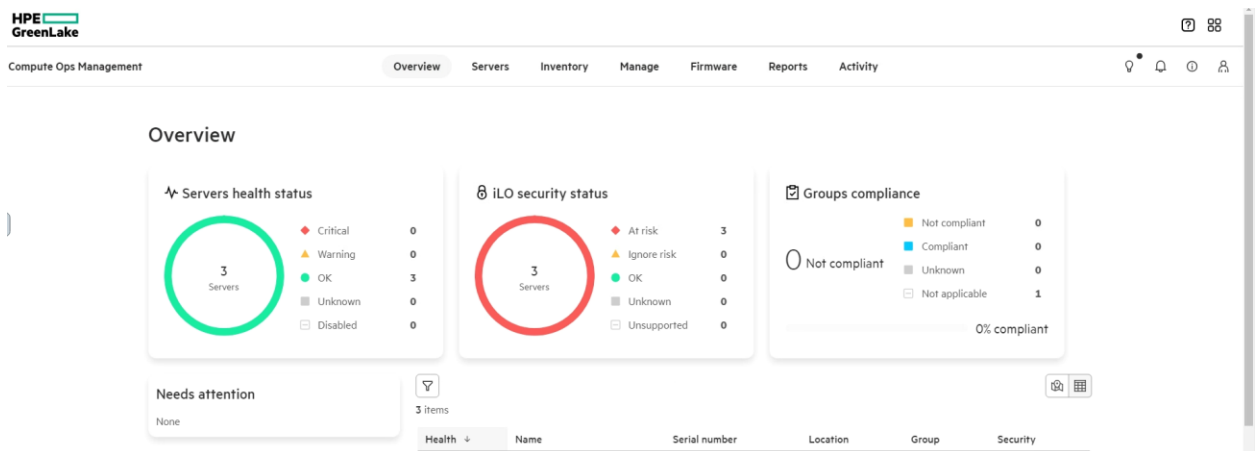 HPE
GreenLake
Compute Ops Management
Overview
Servers
Inventory
Manage
Firmware
Reports
Activity
Overview
Servers health status
3
Servers
Critical 0
Warning 0
OK 3
Unknown 0
Disabled 0
iLO security status
3
Servers
At risk 3
Ignore risk 0
OK 0
Unknown 0
Unsupported 0
Groups compliance
0 Not compliant
Not compliant 0
Compliant 0
Unknown 0
Not applicable 1
0% compliant
Needs attention
None
3 items
Health Name Serial number Location Group Security